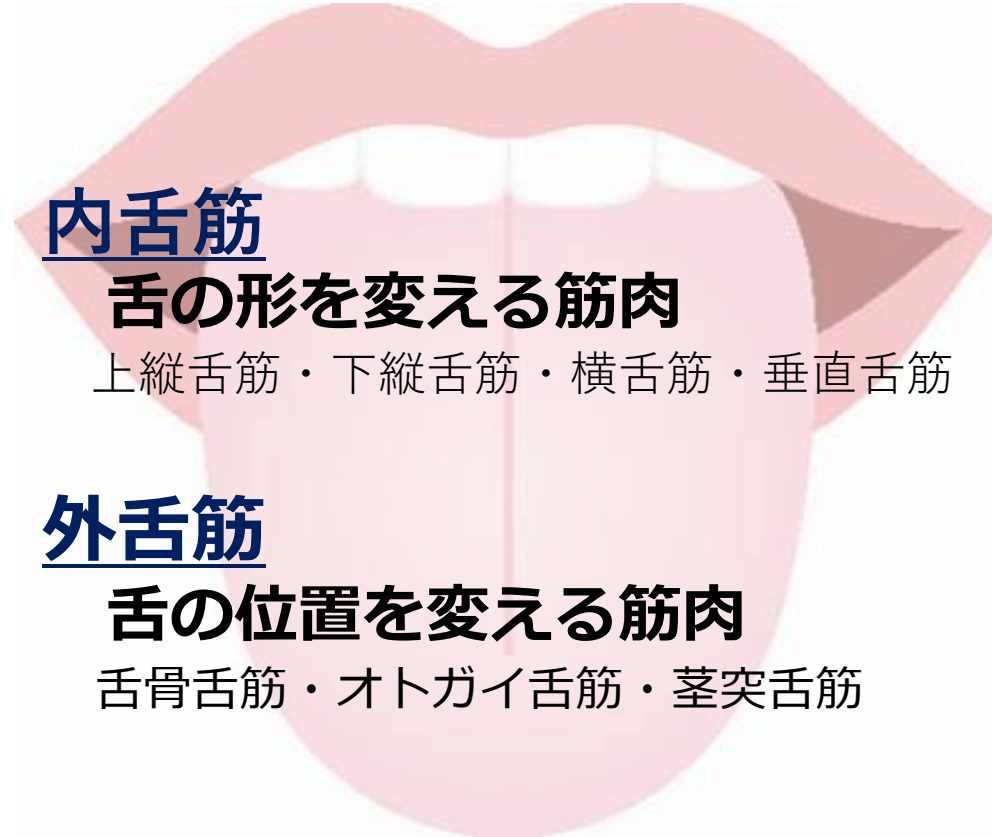 内舌筋
舌の形を変える筋肉
上縦舌筋・下縦舌筋・横舌筋・垂直舌筋
外舌筋
舌の位置を変える筋肉
舌骨舌筋・オトガイ舌筋・茎突舌筋